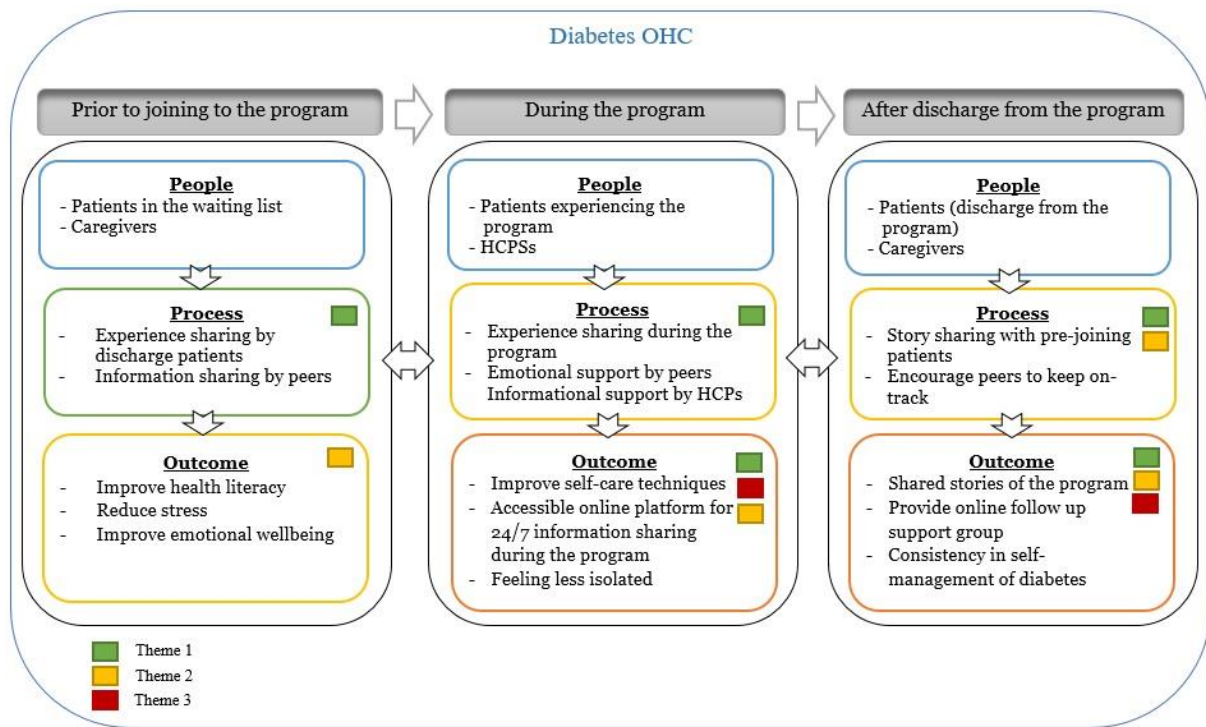 Diabetes OHC
Prior to joining to the program
During the program
After discharge from the program
People
- Patients in the waiting list
- Caregivers
Process
- Experience sharing by
discharge patients
- Information sharing by peers
Outcome
- Improve health literacy
- Reduce stress
- Improve emotional wellbeing
People
- Patients experiencing the
program
- HCPSs
Process
- Experience sharing during the
program
- Emotional support by peers
Informational support by HCPs
Outcome
- Improve self-care techniques
- Accessible online platform for
24/7 information sharing
during the program
- Feeling less isolated
People
- Patients (discharge from the
program)
- Caregivers
Process
- Story sharing with pre-joining
patients
- Encourage peers to keep on-
track
Outcome
- Shared stories of the program
- Provide online follow up
support group
- Consistency in self-
management of diabetes
Theme 1
Theme 2
Theme 3